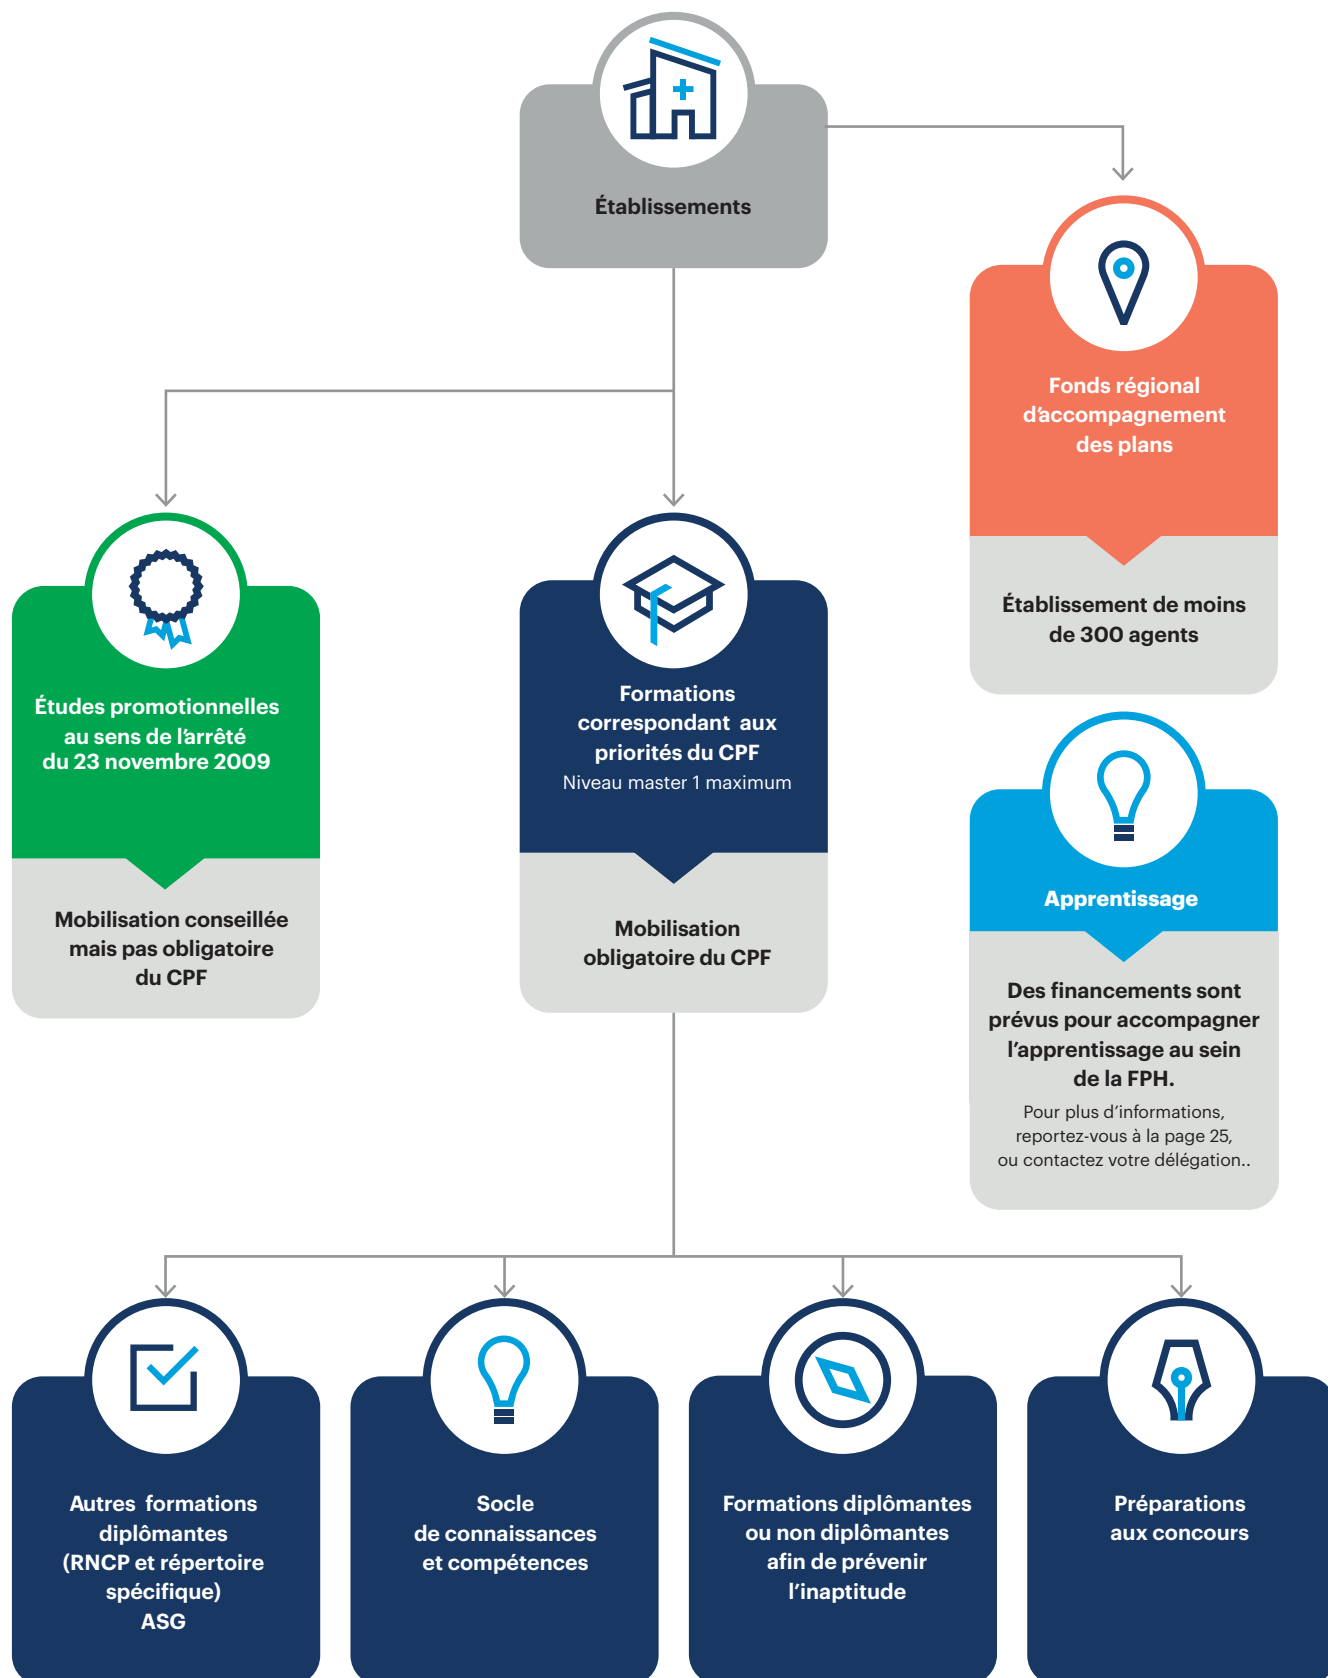 Établissements
Fonds régional
d'accompagnement
des plans
Établissement de moins
de 300 agents
Études promotionnelles
au sens de l'arrêté
du 23 novembre 2009
Mobilisation conseillée
mais pas obligatoire
du CPF
Formations
correspondant aux
priorités du CPF
Niveau master 1 maximum
Mobilisation
obligatoire du CPF
Apprentissage
Des financements sont
prévus pour accompagner
l'apprentissage au sein
de la FPH.
Pour plus d'informations,
reportez-vous à la page 25,
ou contactez votre délégation..
Autres formations
diplômantes
(RNCP et répertoire
spécifique)
ASG
Socle
de connaissances
et compétences
Formations diplômantes
ou non diplômantes
afin de prévenir
l'inaptitude
Préparations
aux concours